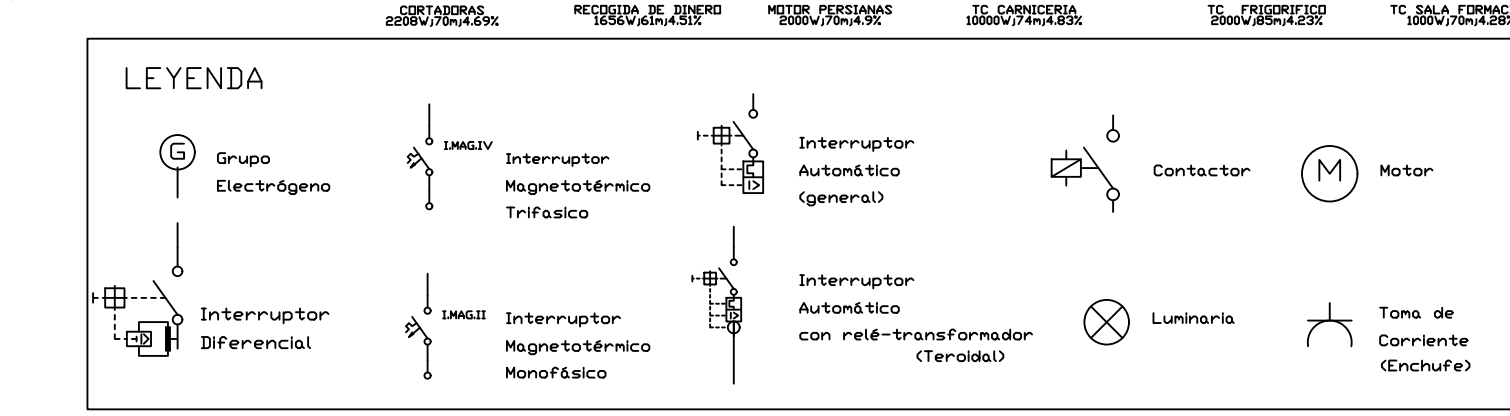 CORTADORAS
2208W;70m;4.69%
RECOGIDA DE DINERO
1656W;61m;4.51%
MOTOR PERSIANAS
2000W;70m;4.9%
TC CARNICERIA
10000W;74m;4.83%
TC FRIGORIFICO
2000W;85m;4.23%
TC SALA FORMAC
1000W;70m;4.28%
LEYENDA
G
Grupo
Electrógeno
I.MAG.IV
Interruptor
Magnetotérmico
Trifasico
Interruptor
Automático
(general)
Contactor
M
Motor
Interruptor
Diferencial
I.MAG.II
Interruptor
Magnetotérmico
Monofásico
Interruptor
Automático
con relé-transformador
(Teroidal)
Luminaria
Toma de
Corriente
(Enchufe)